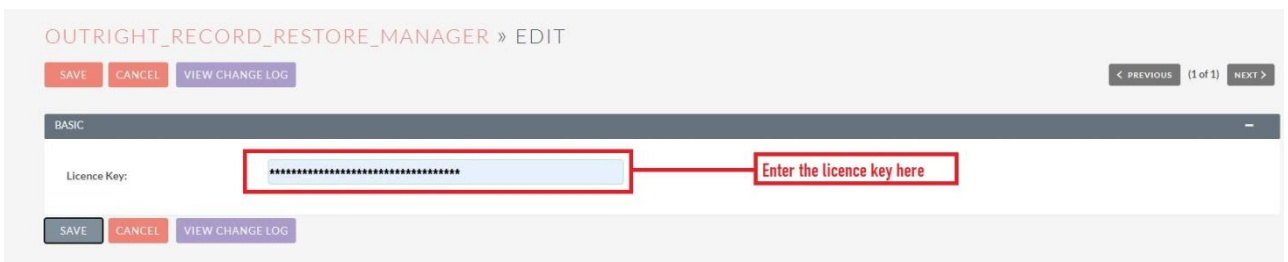 OUTRIGHT_RECORD_RESTORE_MANAGER » EDIT
SAVE CANCEL VIEW CHANGE LOG < PREVIOUS (1 of 1) NEXT >
BASIC −
Licence Key: *********************************** Enter the licence key here
SAVE CANCEL VIEW CHANGE LOG